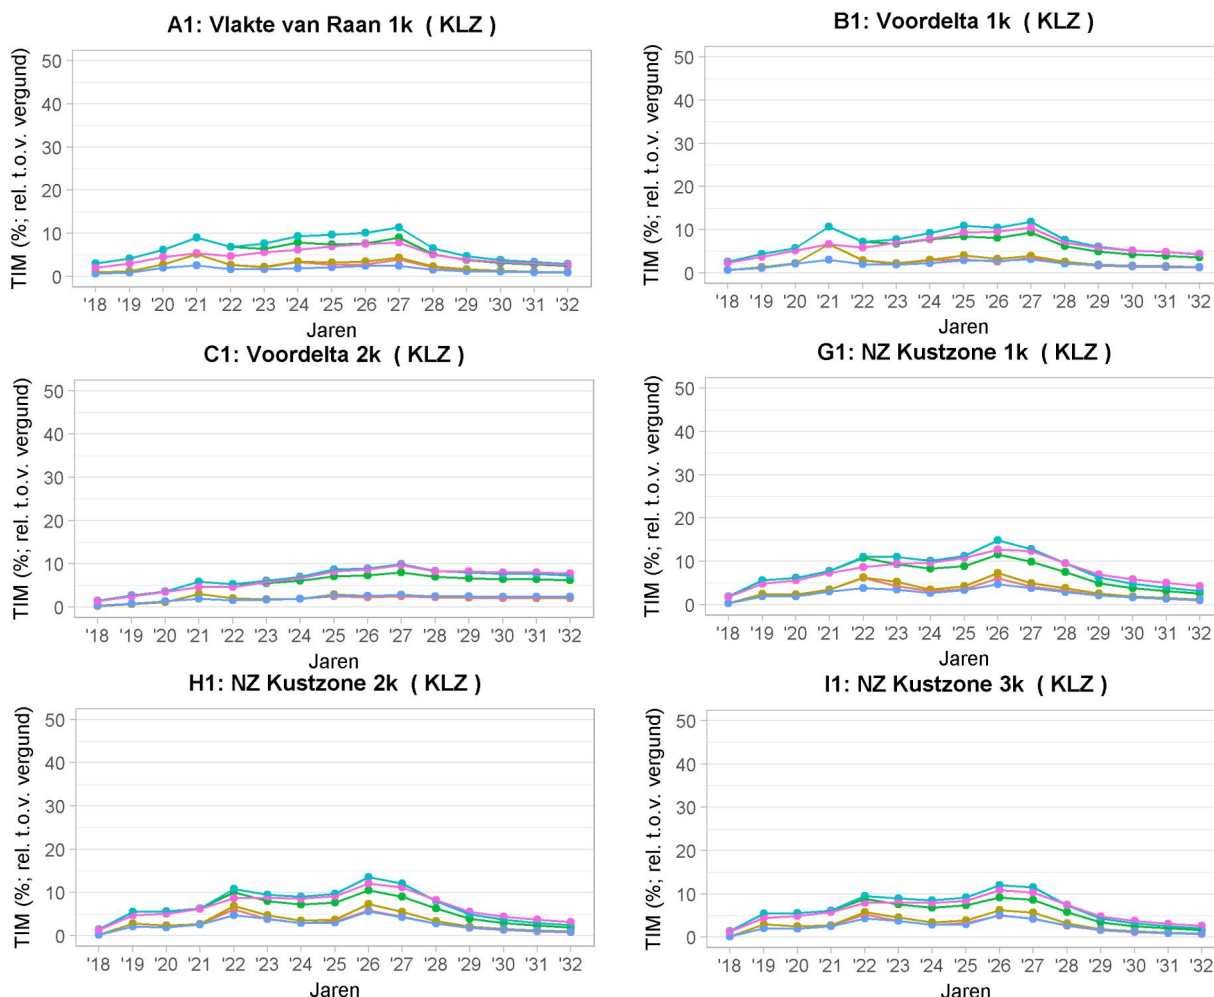 A1: Vlakte van Raan 1k ( KLZ )
TIM (%; rel. t.o.v. vergund)
50
40
30
20
10
0
'18 '19 20 '21 22 '23 '24 '25 '26 '27 '28 '29 '30 '31 '32
Jaren
B1: Voordelta 1k ( KLZ )
TIM (%; rel. t.o.v. vergund)
50
40
30
20
10
0
'18 '19 20 '21 22 '23 '24 '25 '26 '27 '28 '29 '30 '31 '32
Jaren
C1: Voordelta 2k ( KLZ )
TIM (%; rel. t.o.v. vergund)
50
40
30
20
10
0
'18 '19 20 '21 22 '23 '24 '25 '26 '27 '28 '29 '30 '31 '32
Jaren
G1: NZ Kustzone 1k ( KLZ )
TIM (%; rel. t.o.v. vergund)
50
40
30
20
10
0
'18 '19 20 '21 22 '23 '24 '25 '26 '27 '28 '29 '30 '31 '32
Jaren
H1: NZ Kustzone 2k ( KLZ )
TIM (%; rel. t.o.v. vergund)
50
40
30
20
10
0
'18 '19 20 '21 22 '23 '24 '25 '26 '27 '28 '29 '30 '31 '32
Jaren
I1: NZ Kustzone 3k ( KLZ )
TIM (%; rel. t.o.v. vergund)
50
40
30
20
10
0
'18 '19 20 '21 22 '23 '24 '25 '26 '27 '28 '29 '30 '31 '32
Jaren